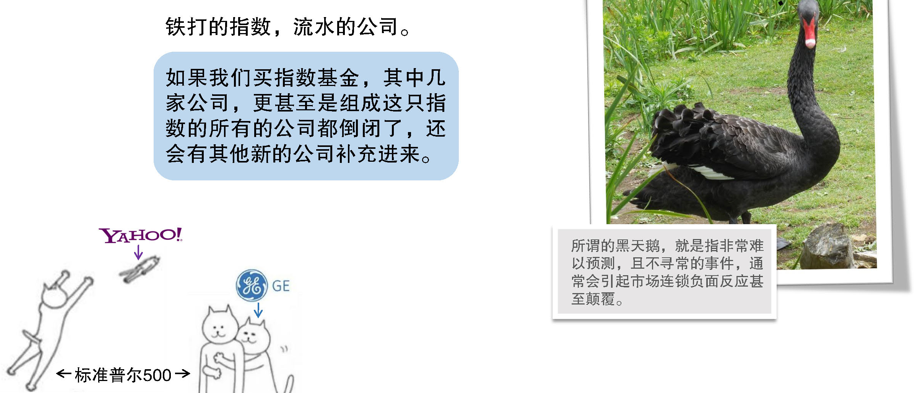 铁打的指数，流水的公司。
如果我们买指数基金，其中几
家公司，更甚至是组成这只指
数的所有的公司都倒闭了，还
会有其他新的公司补充进来。
YAHOO!
GE
标准普尔500
所谓的黑天鹅，就是指非常难
以预测，且不寻常的事件，通
常会引起市场连锁负面反应甚
至颠覆。